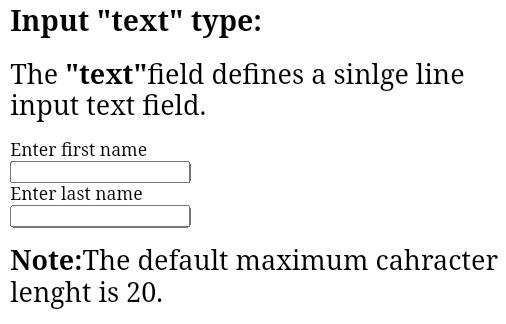 Input "text" type:
The "text"field defines a sinlge line
input text field.
Enter first name
Enter last name
Note:The default maximum cahracter
lenght is 20.